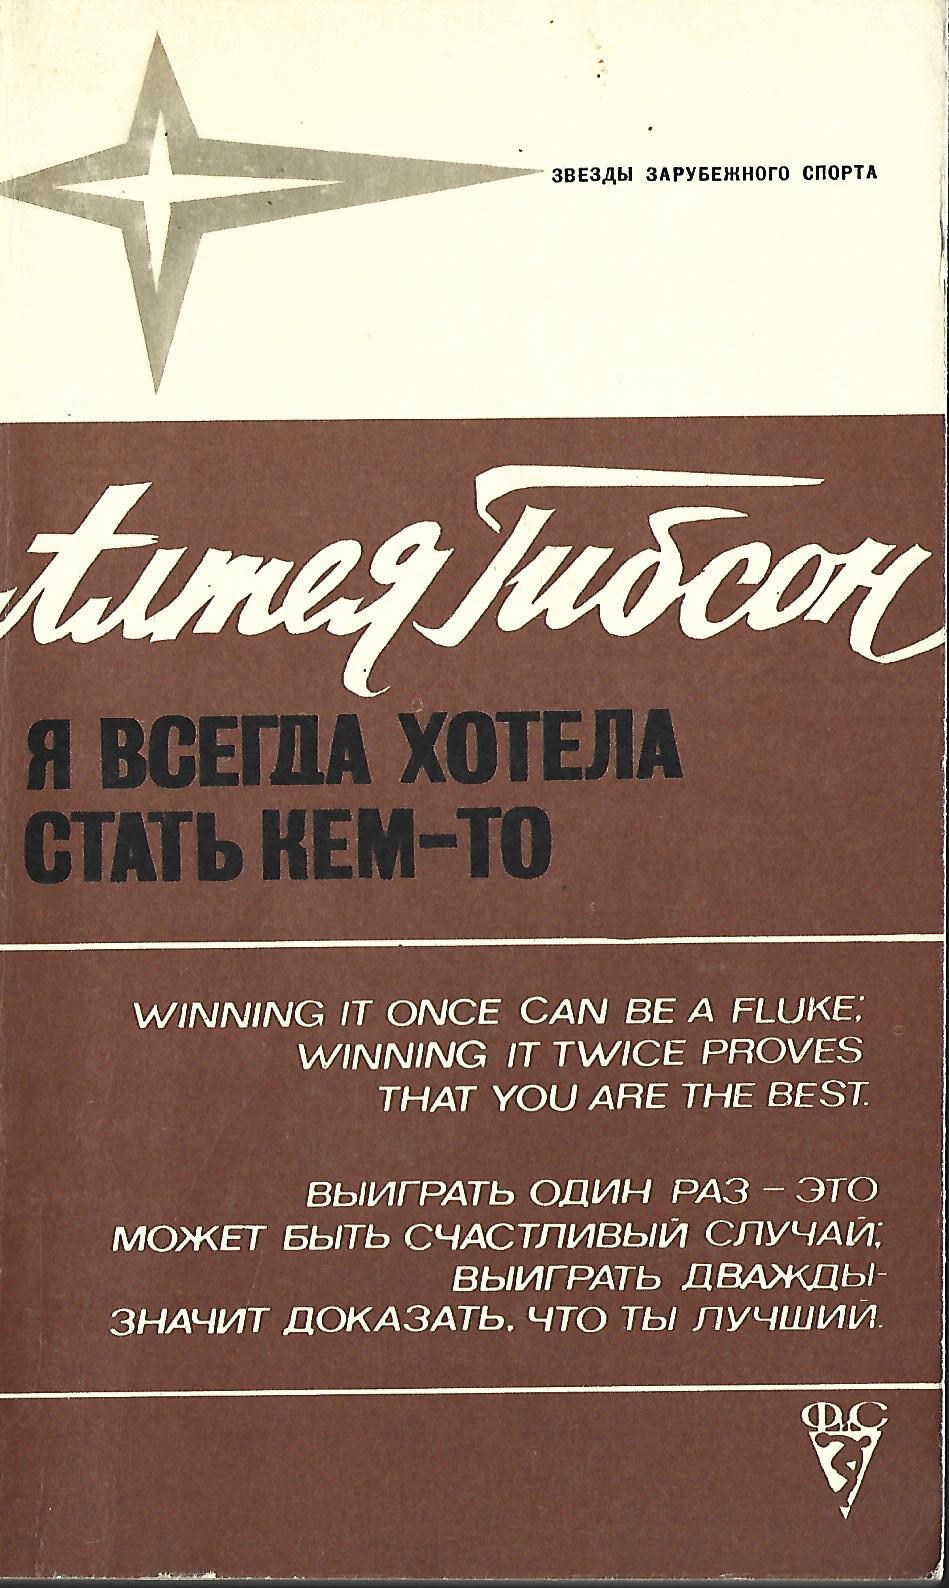 ЗВЕЗДЫ ЗАРУБЕЖНОГО СПОРТА
Алтея Гибсон
Я ВСЕГДА ХОТЕЛА
СТАТЬ КЕМ-ТО
WINNING IT ONCE CAN BE A FLUKE;
WINNING IT TWICE PROVES
THAT YOU ARE THE BEST.
ВЫИГРАТЬ ОДИН РАЗ – ЭТО
МОЖЕТ БЫТЬ СЧАСТЛИВЫЙ СЛУЧАЙ;
ВЫИГРАТЬ ДВАЖДЫ-
ЗНАЧИТ ДОКАЗАТЬ, ЧТО ТЫ ЛУЧШИЙ.
ФиС